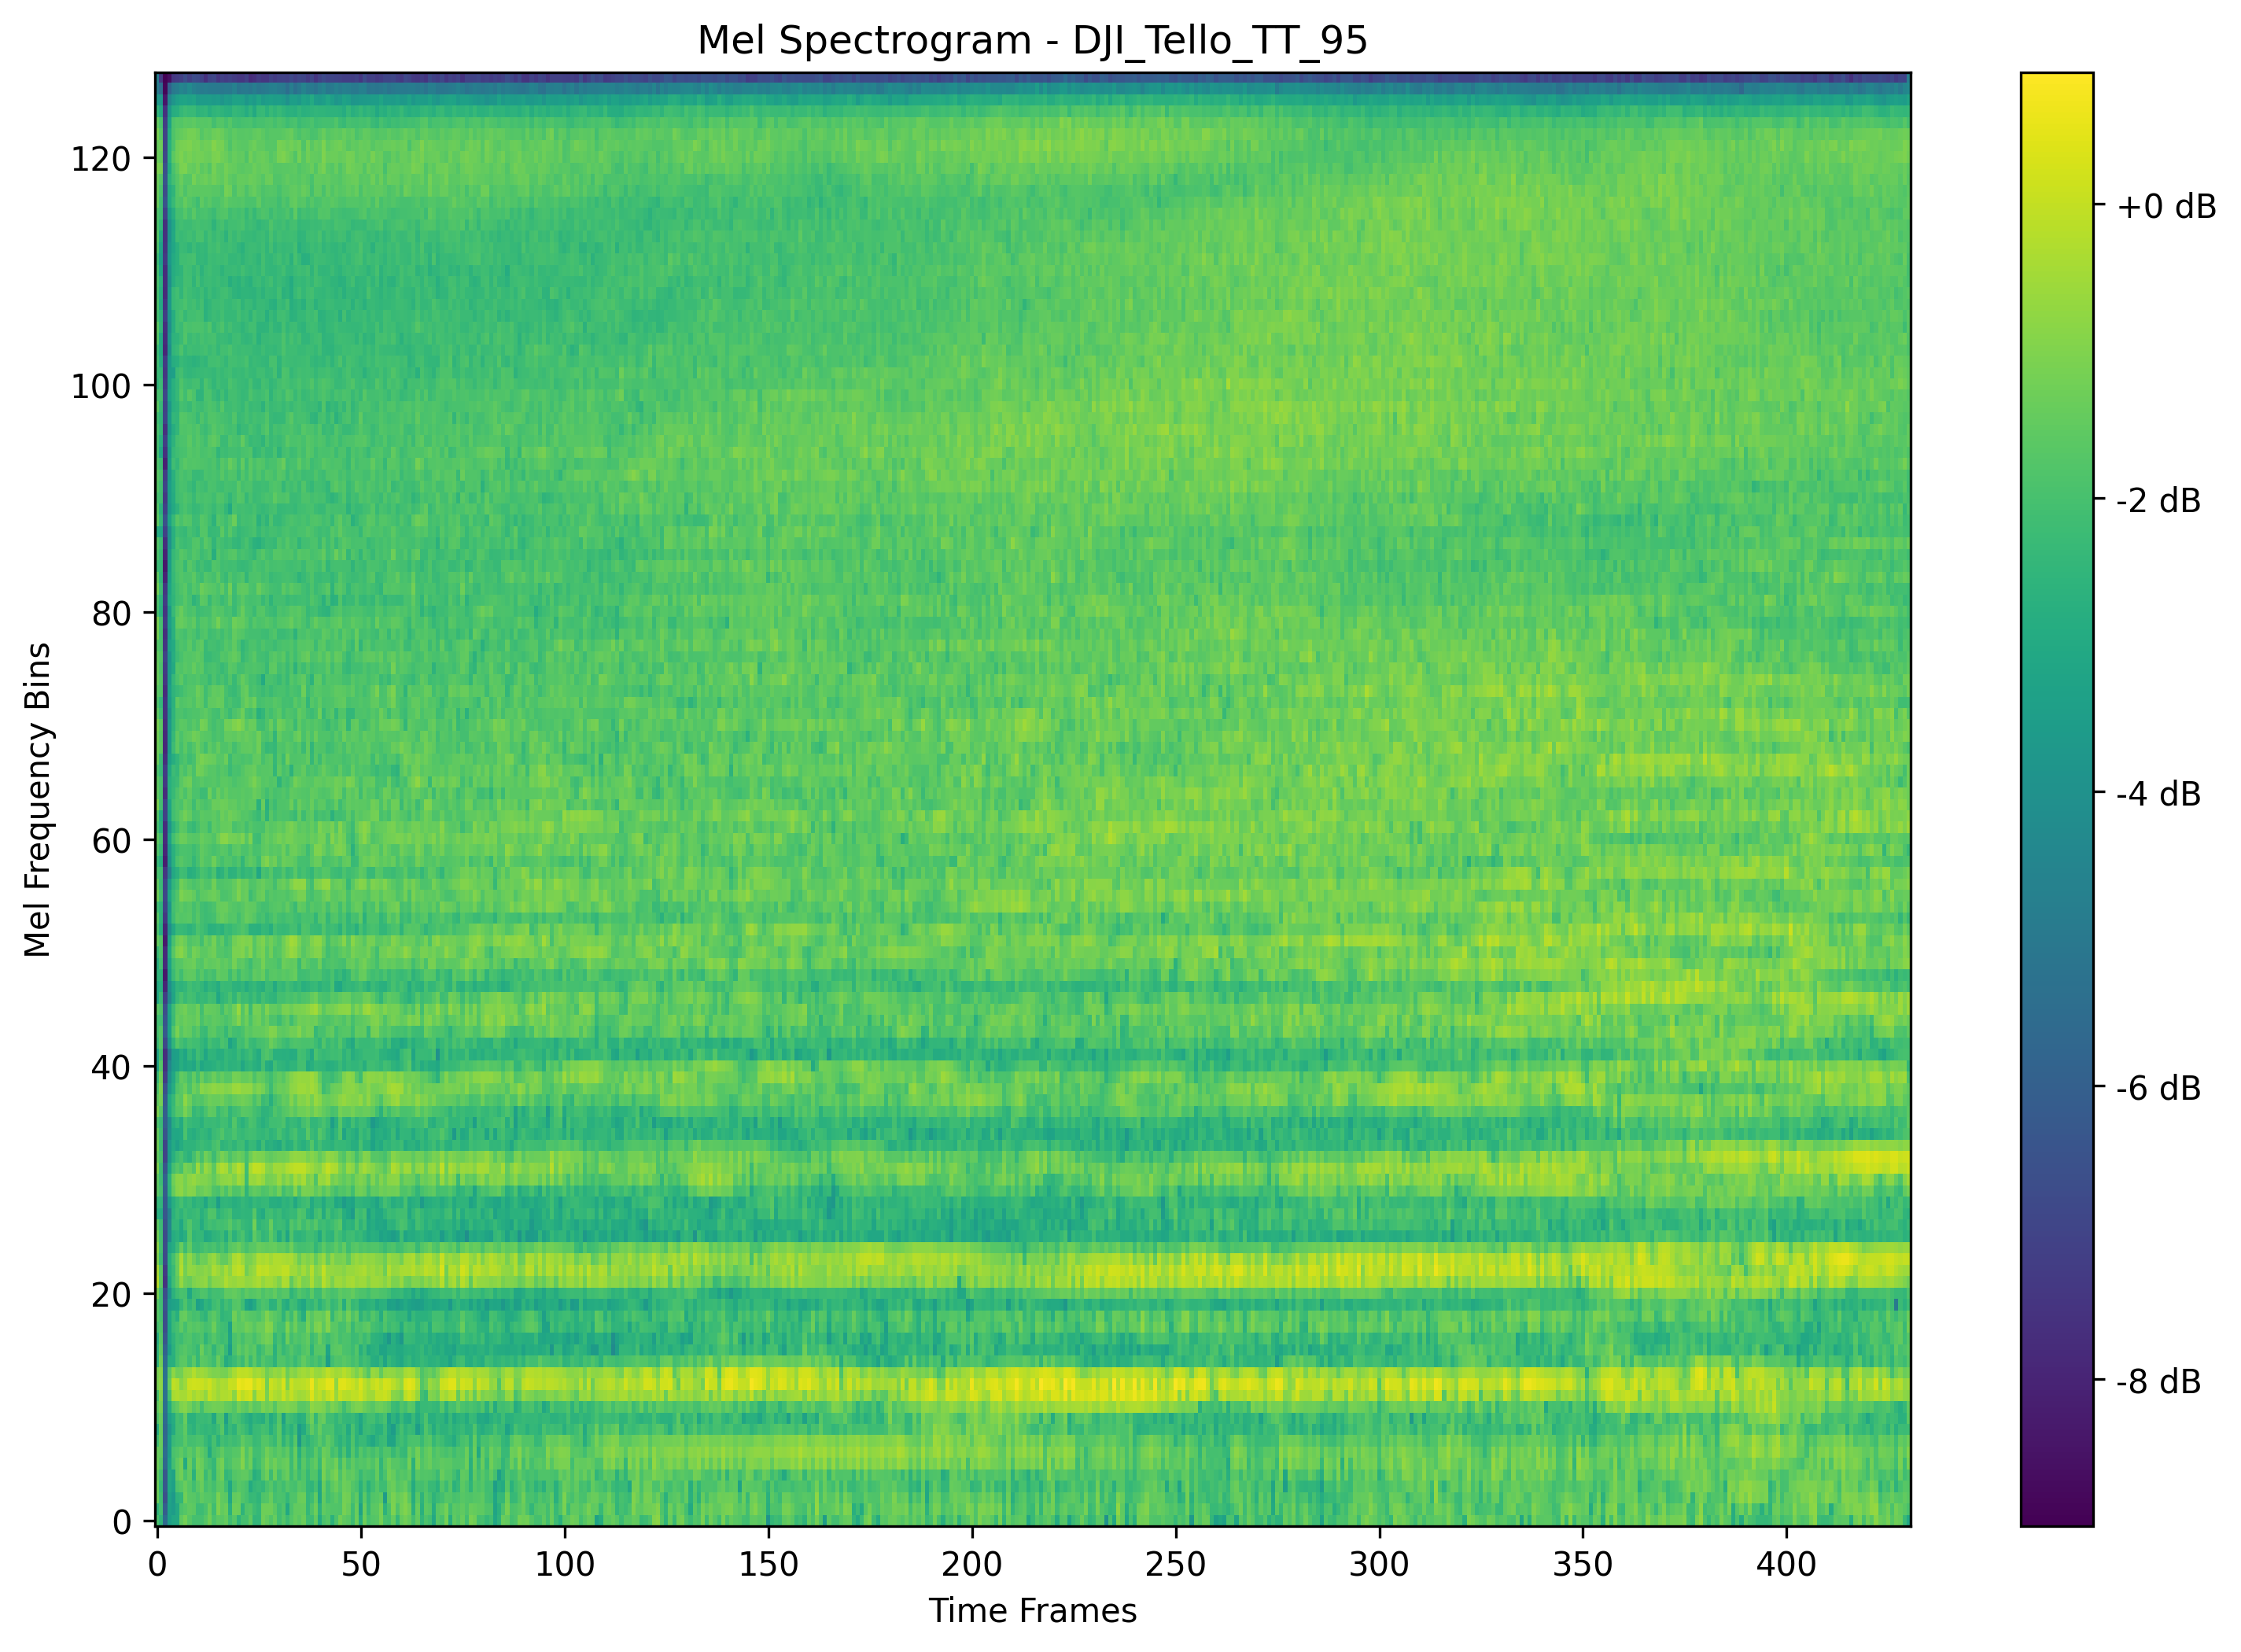 Mel Spectrogram - DJI_Tello_TT_95
Mel Frequency Bins
120
100
80
60
40
20
0
0 50 100 150 200 250 300 350 400
Time Frames
+0 dB
-2 dB
-4 dB
-6 dB
-8 dB